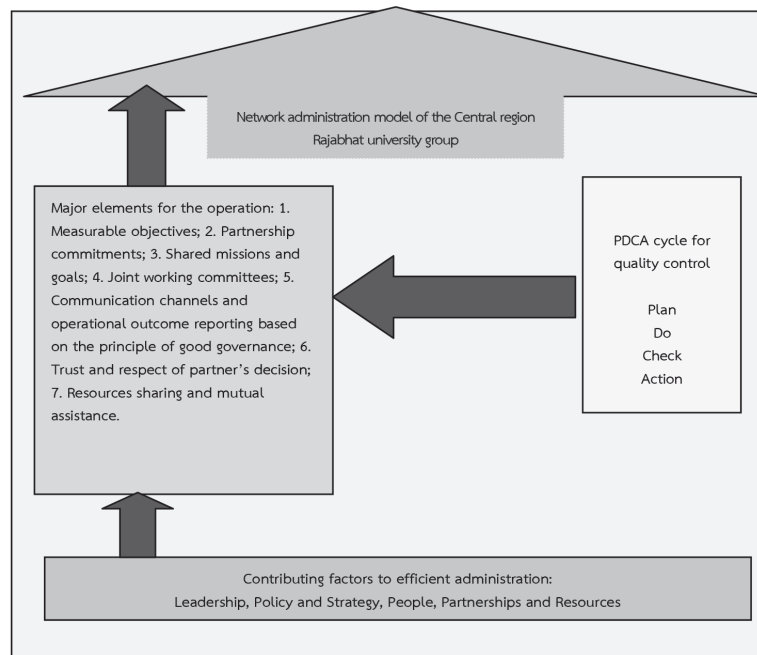 Network administration model of the Central region
Rajabhat university group
Major elements for the operation: 1.
Measurable objectives; 2. Partnership
commitments; 3. Shared missions and
goals; 4. Joint working committees; 5.
Communication channels and
operational outcome reporting based
on the principle of good governance; 6.
Trust and respect of partner's decision;
7. Resources sharing and mutual
assistance.
PDCA cycle for
quality control
Plan
Do
Check
Action
Contributing factors to efficient administration:
Leadership, Policy and Strategy, People, Partnerships and Resources